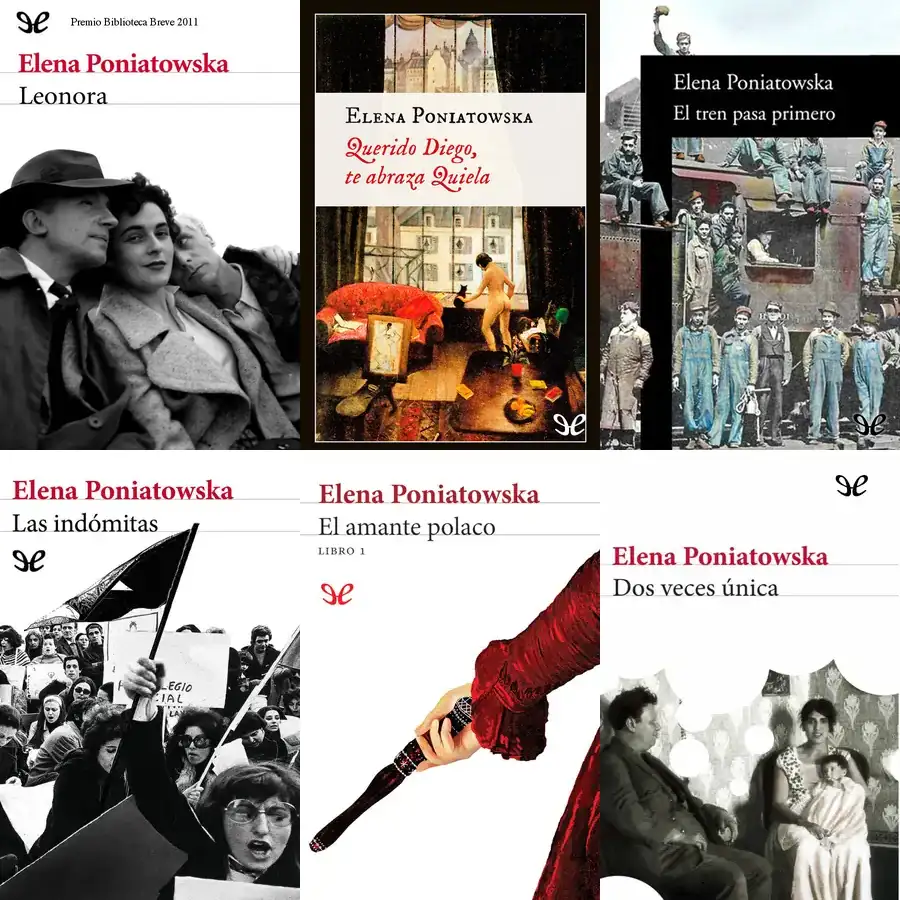 Premio Biblioteca Breve 2011
Elena Poniatowska
Leonora
Elena Poniatowska
Querido Diego,
te abraza Quiela
Elena Poniatowska
El tren pasa primero
Elena Poniatowska
Las indómitas
Elena Poniatowska
El amante polaco
LIBRO 1
Elena Poniatowska
Dos veces única